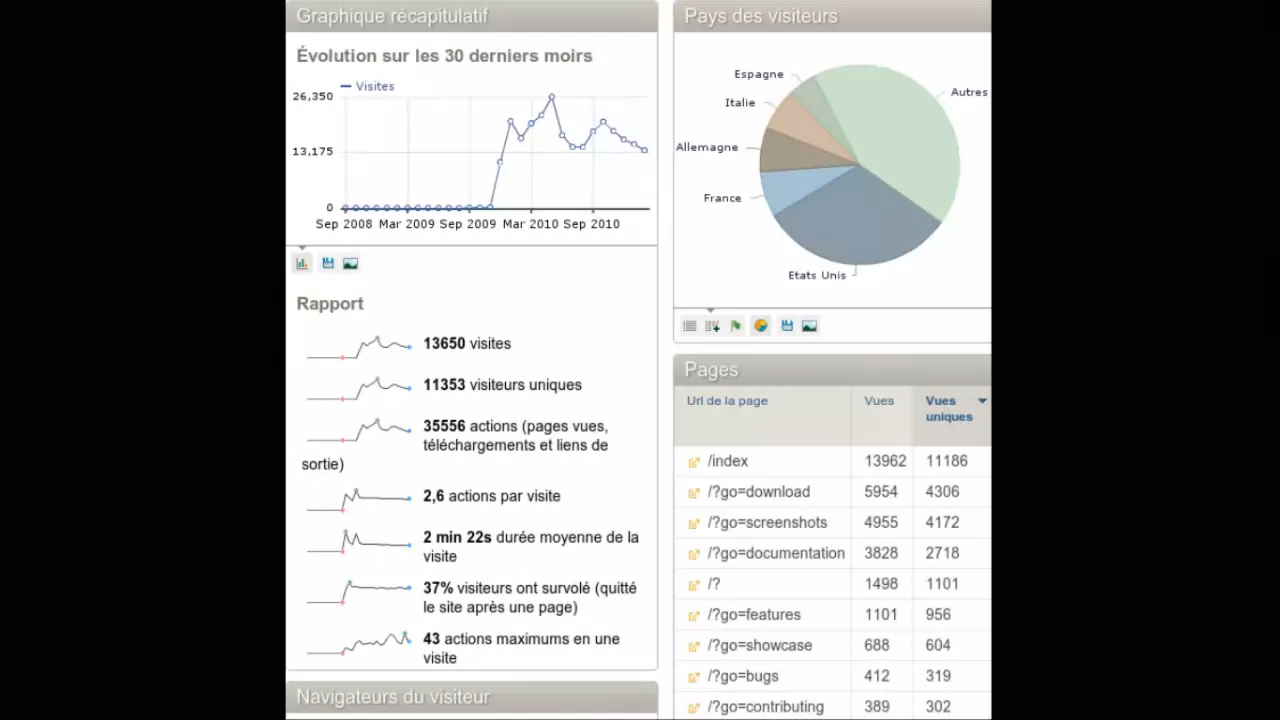 Graphique récapitulatif
Évolution sur les 30 derniers moirs
Visites
26,350
13,175
0
Sep 2008 Mar 2009 Sep 2009 Mar 2010 Sep 2010
Rapport
13650 visites
11353 visiteurs uniques
35556 actions (pages vues,
téléchargements et liens de
sortie)
2,6 actions par visite
2 min 22s durée moyenne de la
visite
37% visiteurs ont survolé (quitté
le site après une page)
43 actions maximums en une
visite
Navigateurs du visiteur
Pays des visiteurs
Espagne
Autres
Italie
Allemagne
France
Etats Unis
Pages
Url de la page Vues Vues
uniques
/index 13962 11186
/?go=download 5954 4306
/?go=screenshots 4955 4172
/?go=documentation 3828 2718
/? 1498 1101
/?go=features 1101 956
/?go=showcase 688 604
/?go=bugs 412 319
/?go=contributing 389 302